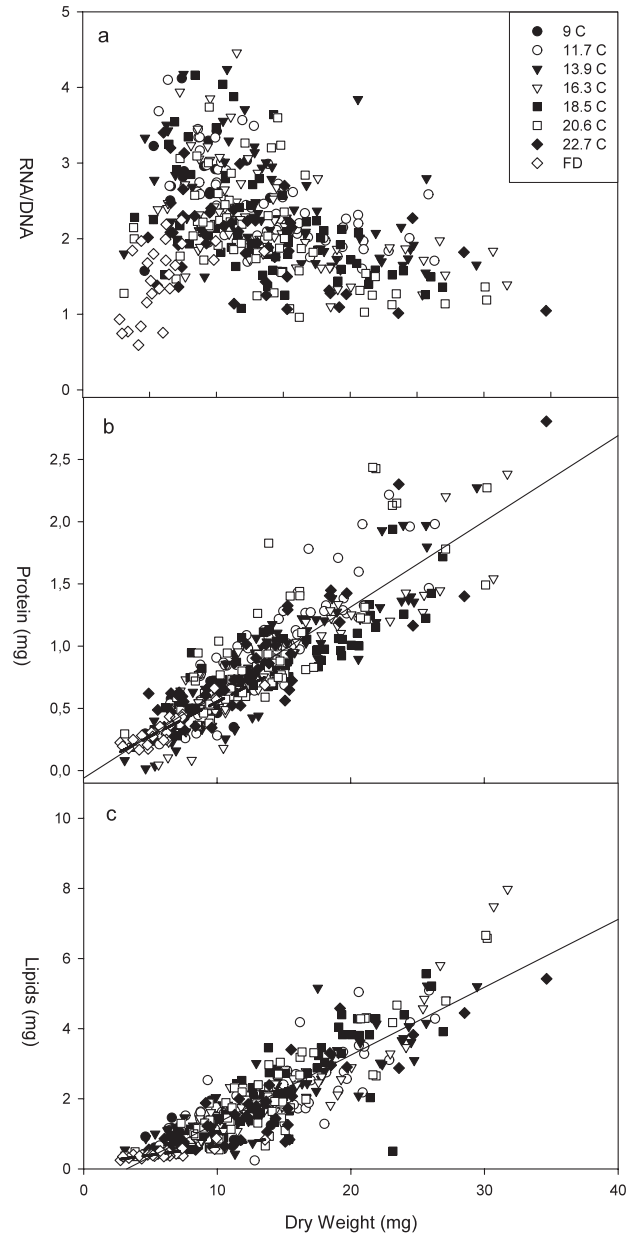 a
5
4
3
2
1
0
RNA/DNA
9 C
11.7 C
13.9 C
16.3 C
18.5 C
20.6 C
22.7 C
FD
b
2,5
2,0
1,5
1,0
0,5
0,0
Protein (mg)
c
10
8
6
4
2
0
Lipids (mg)
0 10 20 30 40
Dry Weight (mg)